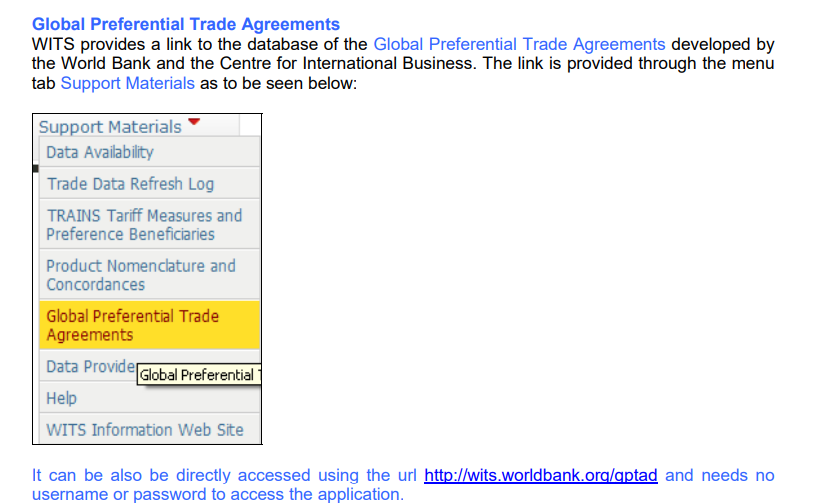 Global Preferential Trade Agreements
WITS provides a link to the database of the Global Preferential Trade Agreements developed by
the World Bank and the Centre for International Business. The link is provided through the menu
tab Support Materials as to be seen below:
Support Materials
Data Availability
Trade Data Refresh Log
TRAINS Tariff Measures and
Preference Beneficiaries
Product Nomenclature and
Concordances
Global Preferential Trade
Agreements
Data Provide
Global Preferential T
Help
WITS Information Web Site
It can be also be directly accessed using the url http://wits.worldbank.org/gptad and needs no
username or password to access the application.